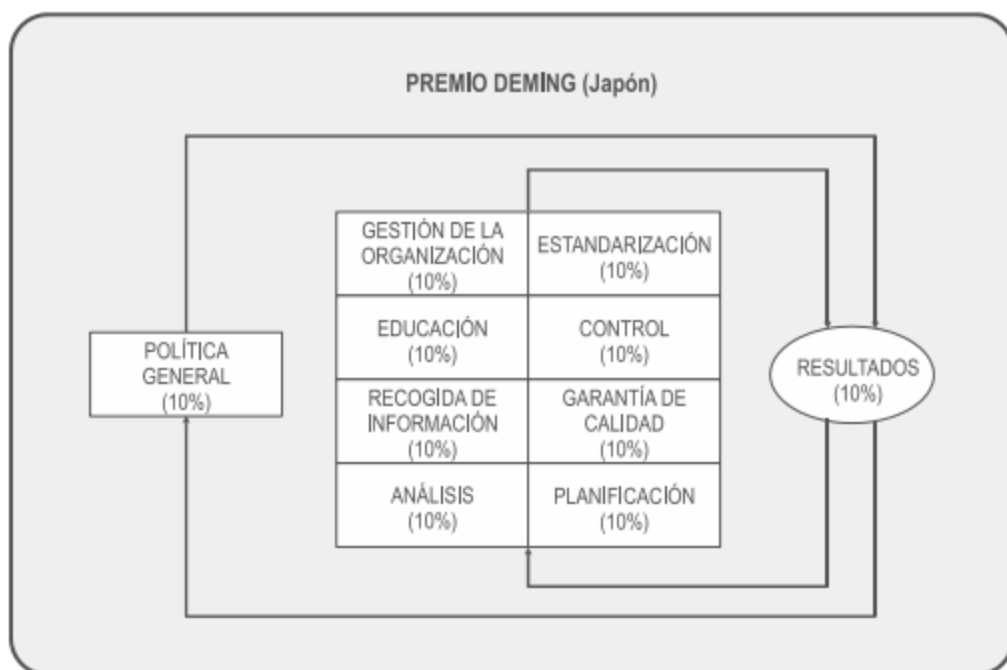 PREMIO DEMING (Japón)
GESTIÓN DE LA
ORGANIZACIÓN
(10%)
ESTANDARIZACIÓN
(10%)
EDUCACIÓN
(10%)
CONTROL
(10%)
POLÍTICA
GENERAL
(10%)
RESULTADOS
(10%)
RECOGIDA DE
INFORMACIÓN
(10%)
GARANTÍA DE
CALIDAD
(10%)
ANÁLISIS
(10%)
PLANIFICACIÓN
(10%)